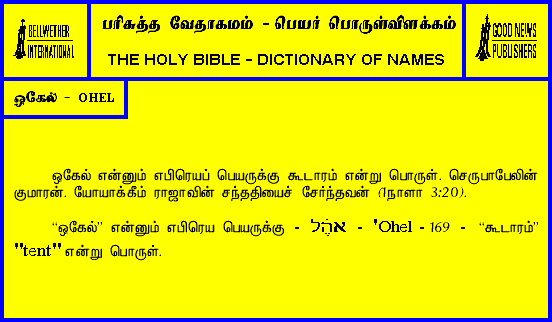 BELLWETHER
INTERNATIONAL
பரிசுத்த வேதாகமம் - பெயர் பொருள்விளக்கம்
THE HOLY BIBLE - DICTIONARY OF NAMES
GOOD NEWS
PUBLISHERS
ஒகேல் - OHEL
ஒகேல் என்னும் எபிரெயப் பெயருக்கு கூடாரம் என்று பொருள். செருபாபேலின்
குமாரன். யோயாக்கீம் ராஜாவின் சந்ததியைச் சேர்ந்தவன் (1நாளா 3:20).
“ஒகேல்” என்னும் எபிரெய பெயருக்கு - אֹהֶל - 'Ohel - 169 - “கூடாரம்”
"tent" என்று பொருள்.